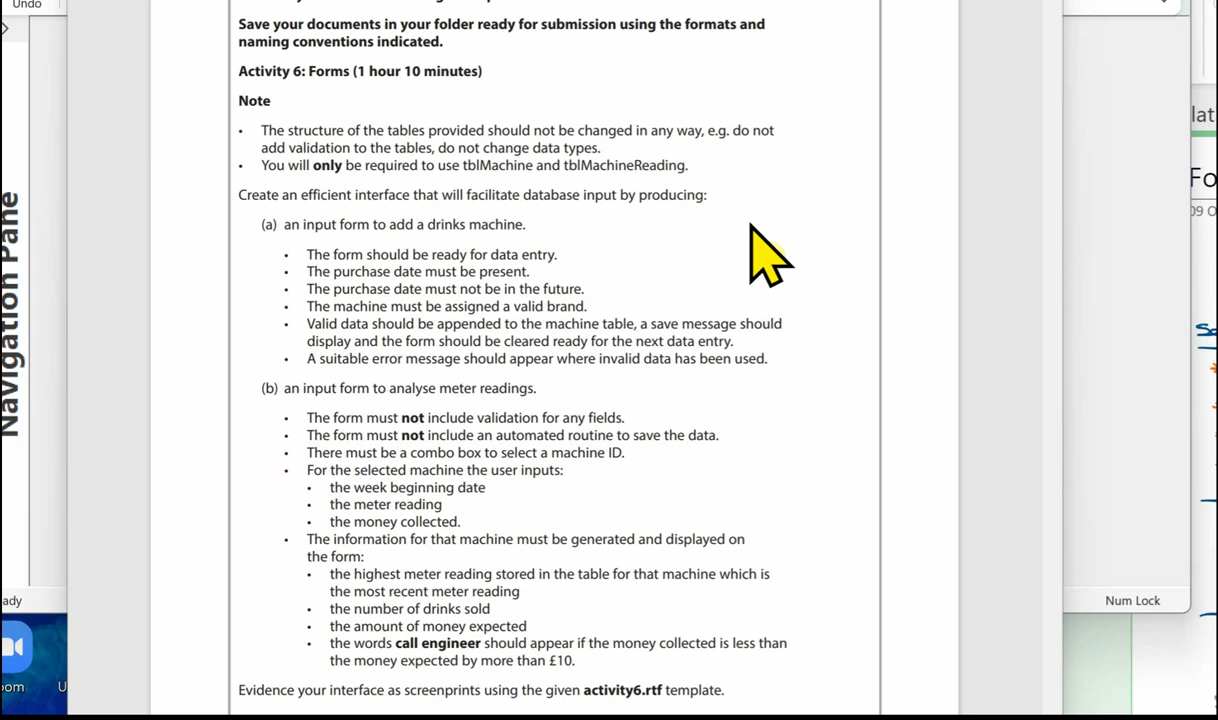 Undo
Save your documents in your folder ready for submission using the formats and
naming conventions indicated.
Activity 6: Forms (1 hour 10 minutes)
Note
• The structure of the tables provided should not be changed in any way, e.g. do not
add validation to the tables, do not change data types.
• You will only be required to use tblMachine and tblMachineReading.
Create an efficient interface that will facilitate database input by producing:
(a) an input form to add a drinks machine.
• The form should be ready for data entry.
• The purchase date must be present.
• The purchase date must not be in the future.
• The machine must be assigned a valid brand.
• Valid data should be appended to the machine table, a save message should
display and the form should be cleared ready for the next data entry.
• A suitable error message should appear where invalid data has been used.
(b) an input form to analyse meter readings.
• The form must not include validation for any fields.
• The form must not include an automated routine to save the data.
• There must be a combo box to select a machine ID.
• For the selected machine the user inputs:
• the week beginning date
• the meter reading
• the money collected.
• The information for that machine must be generated and displayed on
the form:
• the highest meter reading stored in the table for that machine which is
the most recent meter reading
• the number of drinks sold
• the amount of money expected
• the words call engineer should appear if the money collected is less than
the money expected by more than £10.
Evidence your interface as screenprints using the given activity6.rtf template.
Navigation Pane
ady
Num Lock
oom
U
lat
Fo
09 O